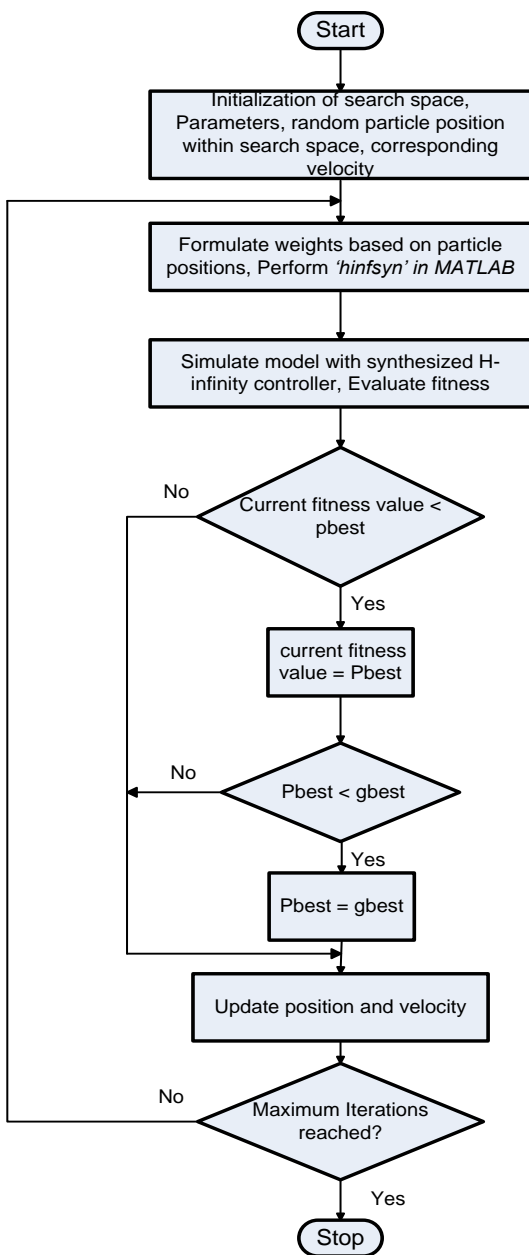 Start
Initialization of search space,
Parameters, random particle position
within search space, corresponding
velocity
Formulate weights based on particle
positions, Perform ‘hinfsyn’ in MATLAB
Simulate model with synthesized H-
infinity controller, Evaluate fitness
No
Current fitness value <
pbest
Yes
current fitness
value = Pbest
No
Pbest < gbest
Yes
Pbest = gbest
Update position and velocity
No
Maximum Iterations
reached?
Yes
Stop